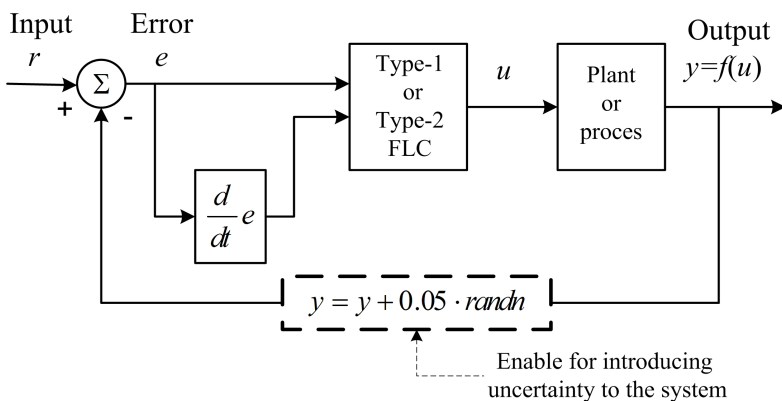 Input
r
Error
e
Σ
+
-
d
dt
e
Type-1
or
Type-2
FLC
u
Plant
or
proces
Output
y=f(u)
y = y + 0.05 · randn
Enable for introducing
uncertainty to the system